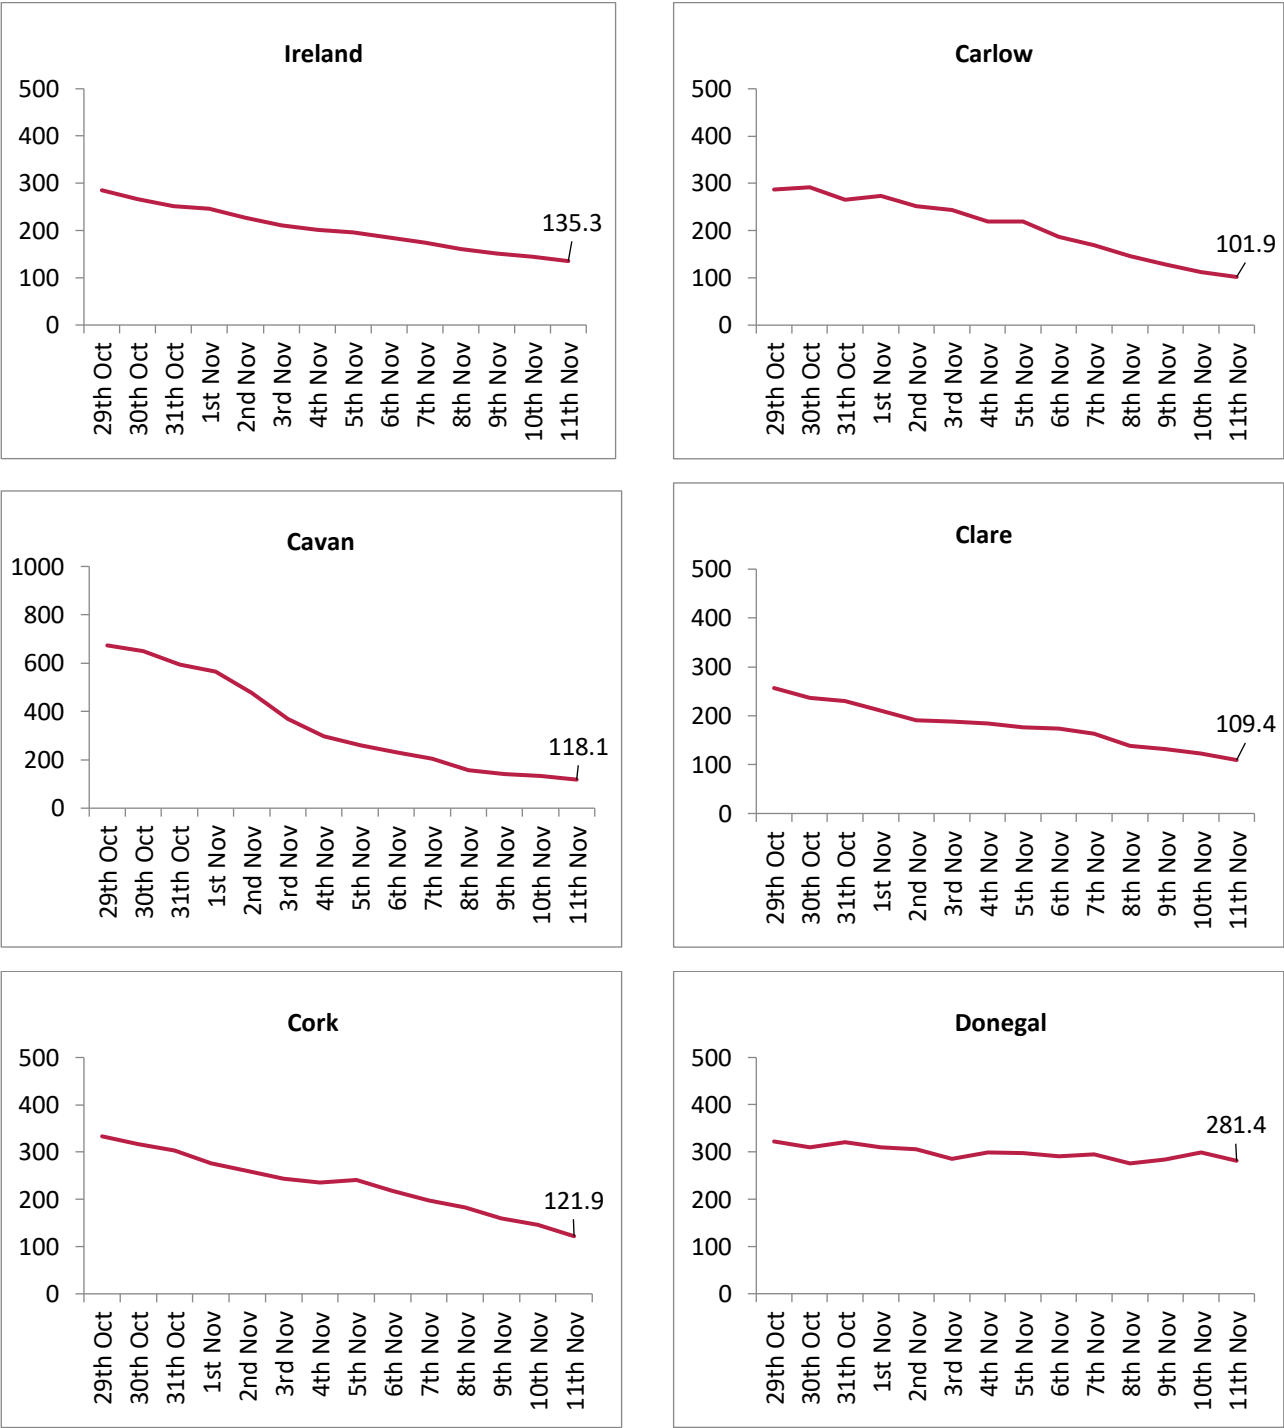 Ireland
500
400
300
200
100
0
135.3
29th Oct
30th Oct
31th Oct
1st Nov
2nd Nov
3rd Nov
4th Nov
5th Nov
6th Nov
7th Nov
8th Nov
9th Nov
10th Nov
11th Nov
Carlow
500
400
300
200
100
0
101.9
29th Oct
30th Oct
31th Oct
1st Nov
2nd Nov
3rd Nov
4th Nov
5th Nov
6th Nov
7th Nov
8th Nov
9th Nov
10th Nov
11th Nov
Cavan
1000
800
600
400
200
0
118.1
29th Oct
30th Oct
31th Oct
1st Nov
2nd Nov
3rd Nov
4th Nov
5th Nov
6th Nov
7th Nov
8th Nov
9th Nov
10th Nov
11th Nov
Clare
500
400
300
200
100
0
109.4
29th Oct
30th Oct
31th Oct
1st Nov
2nd Nov
3rd Nov
4th Nov
5th Nov
6th Nov
7th Nov
8th Nov
9th Nov
10th Nov
11th Nov
Cork
500
400
300
200
100
0
121.9
29th Oct
30th Oct
31th Oct
1st Nov
2nd Nov
3rd Nov
4th Nov
5th Nov
6th Nov
7th Nov
8th Nov
9th Nov
10th Nov
11th Nov
Donegal
500
400
300
200
100
0
281.4
29th Oct
30th Oct
31th Oct
1st Nov
2nd Nov
3rd Nov
4th Nov
5th Nov
6th Nov
7th Nov
8th Nov
9th Nov
10th Nov
11th Nov